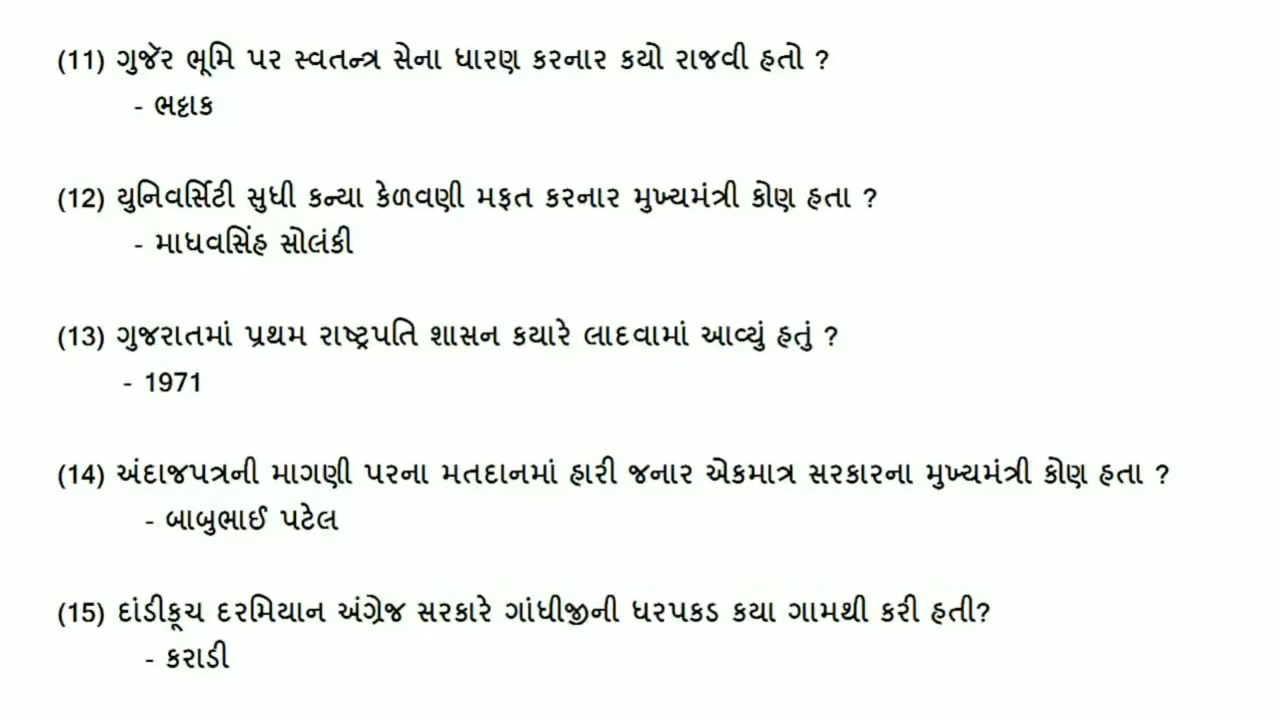 (11) ગુર્જર ભૂમિ પર સ્વતન્ત્ર સેના ધારણ કરનાર કયો રાજવી હતો ?
- ભટ્ટાક
(12) યુનિવર્સિટી સુધી કન્યા કેળવણી મફત કરનાર મુખ્યમંત્રી કોણ હતા ?
- માધવસિંહ સોલંકી
(13) ગુજરાતમાં પ્રથમ રાષ્ટ્રપતિ શાસન કયારે લાદવામાં આવ્યું હતું ?
- 1971
(14) અંદાજપત્રની માગણી પરના મતદાનમાં હારી જનાર એકમાત્ર સરકારના મુખ્યમંત્રી કોણ હતા ?
- બાબુભાઈ પટેલ
(15) દાંડીકૂચ દરમિયાન અંગ્રેજ સરકારે ગાંધીજીની ધરપકડ કયા ગામથી કરી હતી?
- કરાડી